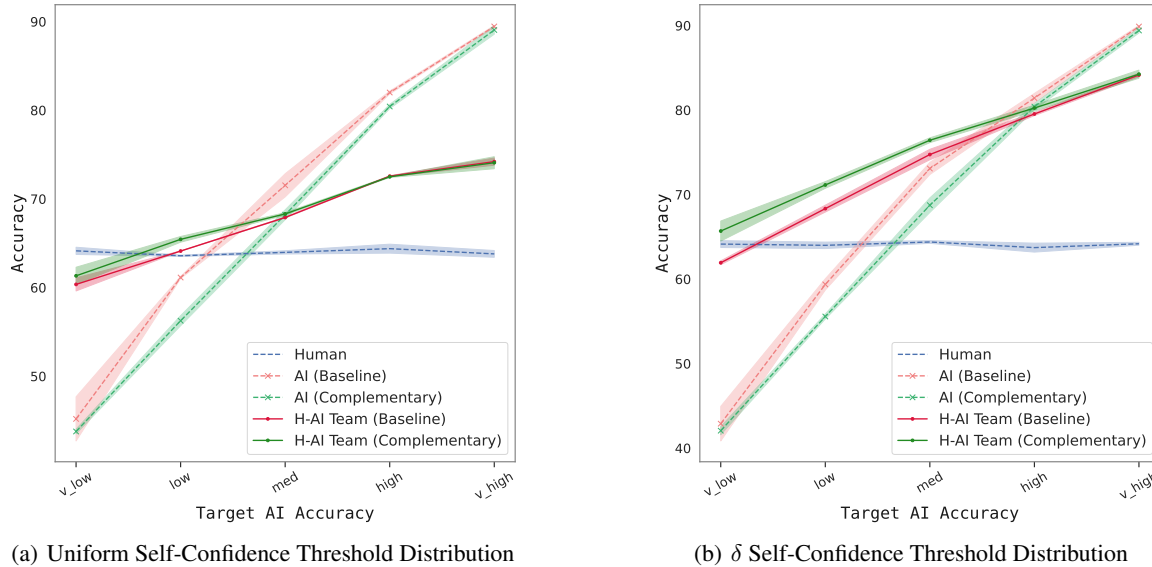 90
80
70
60
50
Accuracy
v_low
low
med
high
v_high
Target AI Accuracy
Human
AI (Baseline)
AI (Complementary)
H-AI Team (Baseline)
H-AI Team (Complementary)
(a) Uniform Self-Confidence Threshold Distribution
90
80
70
60
50
40
Accuracy
v_low
low
med
high
v_high
Target AI Accuracy
Human
AI (Baseline)
AI (Complementary)
H-AI Team (Baseline)
H-AI Team (Complementary)
(b) δ Self-Confidence Threshold Distribution